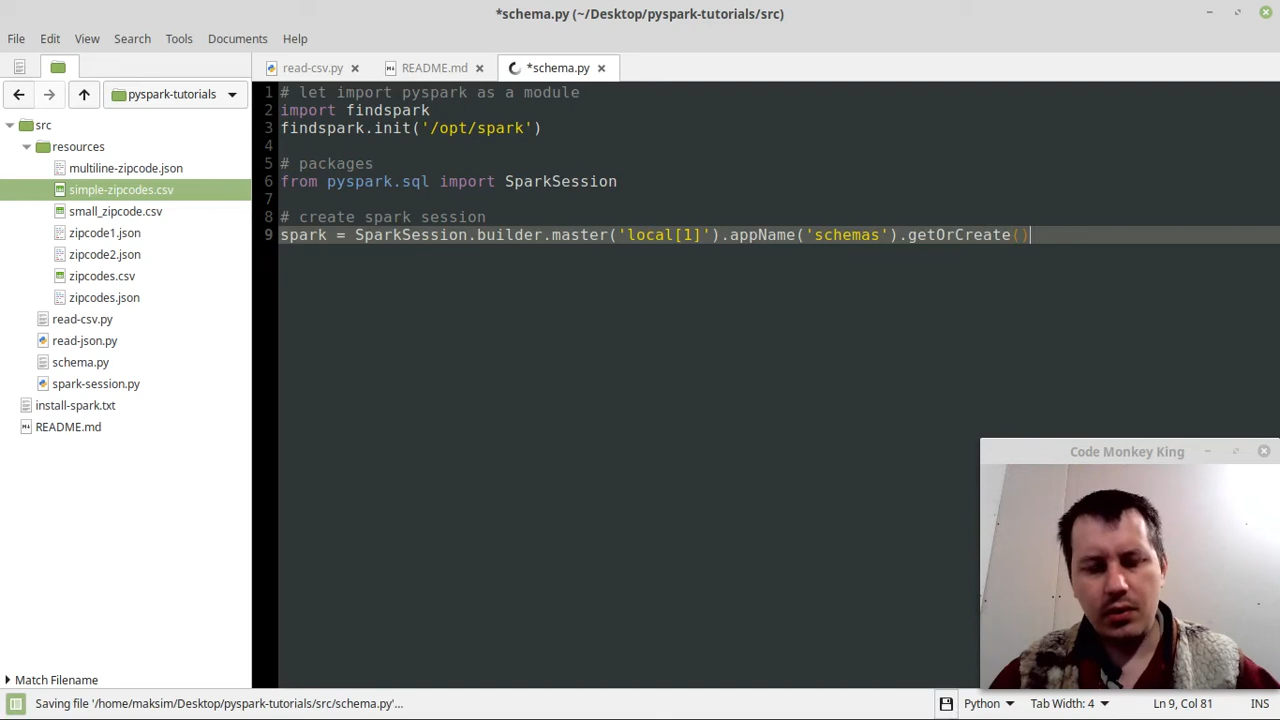 *schema.py (~/Desktop/pyspark-tutorials/src)
File Edit View Search Tools Documents Help
read-csv.py README.md *schema.py
pyspark-tutorials
src
resources
multiline-zipcode.json
simple-zipcodes.csv
small_zipcode.csv
zipcode1.json
zipcode2.json
zipcodes.csv
zipcodes.json
read-csv.py
read-json.py
schema.py
spark-session.py
install-spark.txt
README.md
Match Filename
1 # let import pyspark as a module
2 import findspark
3 findspark.init('/opt/spark')
4
5 # packages
6 from pyspark.sql import SparkSession
7
8 # create spark session
9 spark = SparkSession.builder.master('local[1]').appName('schemas').getOrCreate()
Code Monkey King
Saving file '/home/maksim/Desktop/pyspark-tutorials/src/schema.py'... Python Tab Width: 4 Ln 9, Col 81 INS